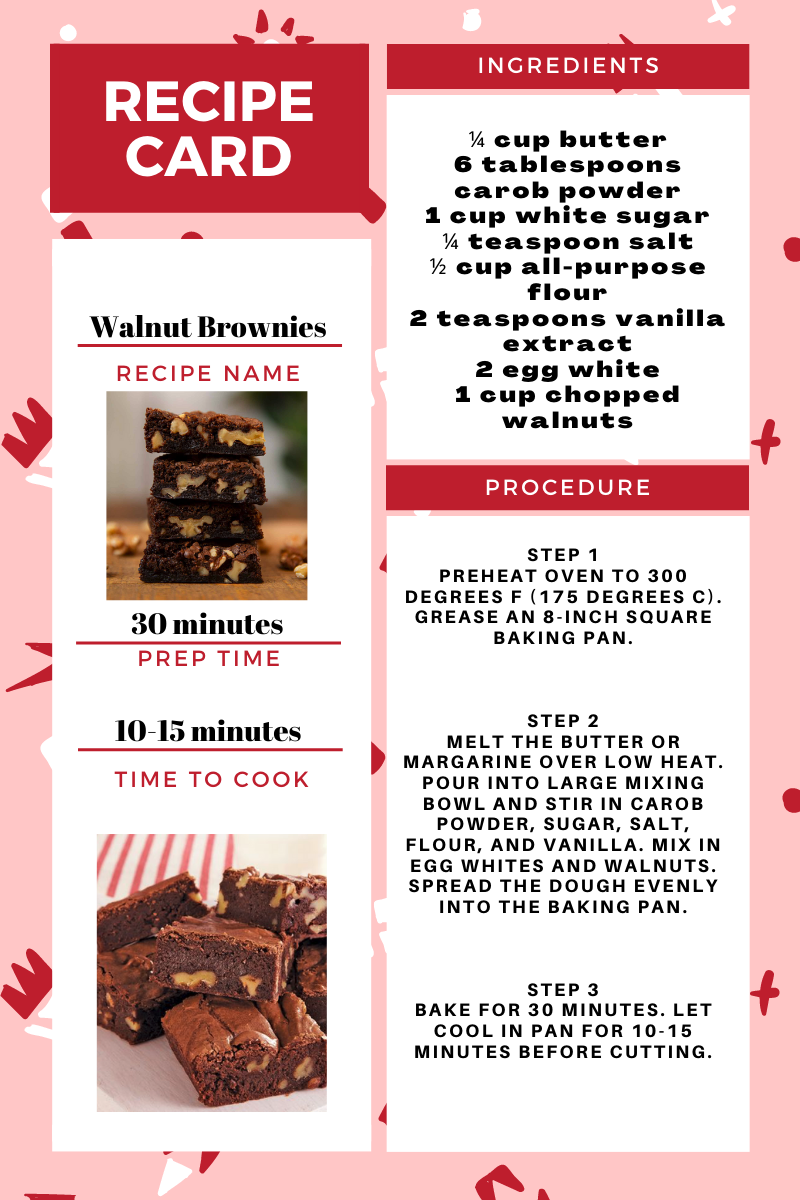 RECIPE
CARD
Walnut Brownies
RECIPE NAME
30 minutes
PREP TIME
10-15 minutes
TIME TO COOK
INGREDIENTS
¼ cup butter
6 tablespoons
carob powder
1 cup white sugar
¼ teaspoon salt
½ cup all-purpose
flour
2 teaspoons vanilla
extract
2 egg white
1 cup chopped
walnuts
PROCEDURE
STEP 1
PREHEAT OVEN TO 300
DEGREES F (175 DEGREES C).
GREASE AN 8-INCH SQUARE
BAKING PAN.
STEP 2
MELT THE BUTTER OR
MARGARINE OVER LOW HEAT.
POUR INTO LARGE MIXING
BOWL AND STIR IN CAROB
POWDER, SUGAR, SALT,
FLOUR, AND VANILLA. MIX IN
EGG WHITES AND WALNUTS.
SPREAD THE DOUGH EVENLY
INTO THE BAKING PAN.
STEP 3
BAKE FOR 30 MINUTES. LET
COOL IN PAN FOR 10-15
MINUTES BEFORE CUTTING.